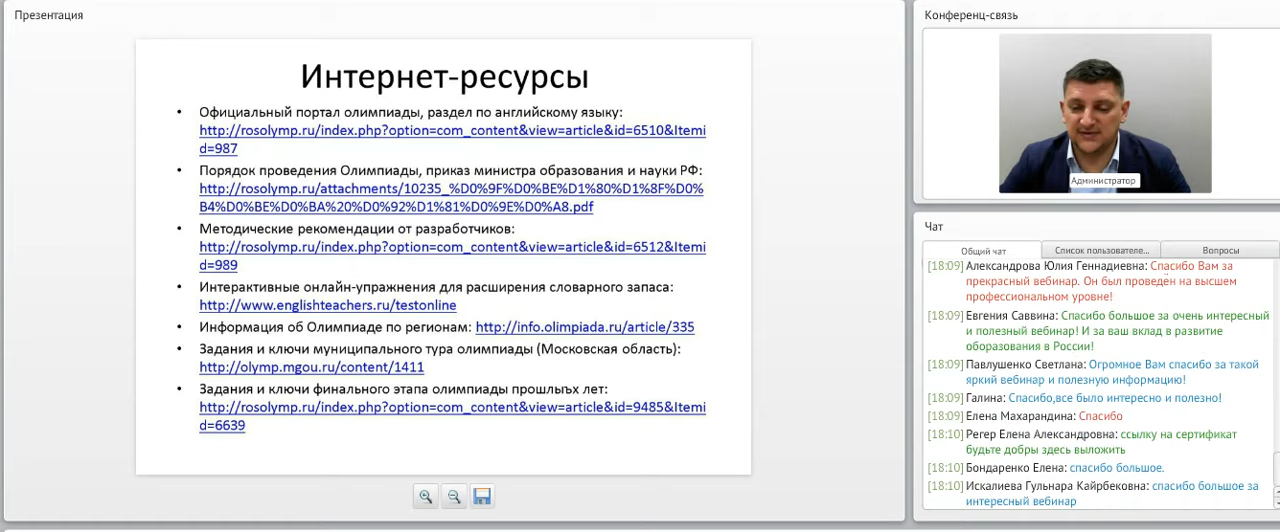 Презентация
Интернет-ресурсы
• Официальный портал олимпиады, раздел по английскому языку:
http://rosolymp.ru/index.php?option=com_content&view=article&id=6510&Itemi
d=987
• Порядок проведения Олимпиады, приказ министра образования и науки РФ:
http://rosolymp.ru/attachments/10235_%D0%9F%D0%BE%D1%80%D1%8F%D0%
B4%D0%BE%D0%BA%20%D0%92%D1%81%D0%9E%D0%A8.pdf
• Методические рекомендации от разработчиков:
http://rosolymp.ru/index.php?option=com_content&view=article&id=6512&Itemi
d=989
• Интерактивные онлайн-упражнения для расширения словарного запаса:
http://www.englishteachers.ru/testonline
• Информация об Олимпиаде по регионам: http://info.olimpiada.ru/article/335
• Задания и ключи муниципального тура олимпиады (Московская область):
http://olymp.mgou.ru/content/1411
• Задания и ключи финального этапа олимпиады прошлыъх лет:
http://rosolymp.ru/index.php?option=com_content&view=article&id=9485&Itemi
d=6639
Конференц-связь
Администратор
Чат
Общий чат
Список пользователе...
Вопросы
[18:09] Александрова Юлия Геннадиевна: Спасибо Вам за
прекрасный вебинар. Он был проведён на высшем
профессиональном уровне!
[18:09] Евгения Саввина: Спасибо большое за очень интересный
и полезный вебинар! И за ваш вклад в развитие
оборазования в России!
[18:09] Павлушенко Светлана: Огромное Вам спасибо за такой
яркий вебинар и полезную информацию!
[18:09] Галина: Спасибо,все было интересно и полезно!
[18:09] Елена Махарандина: Спасибо
[18:10] Регер Елена Александровна: ссылку на сертификат
будьте добры здесь выложить
[18:10] Бондаренко Елена: спасибо большое.
[18:10] Искалиева Гульнара Кайрбековна: спасибо большое за
интересный вебинар